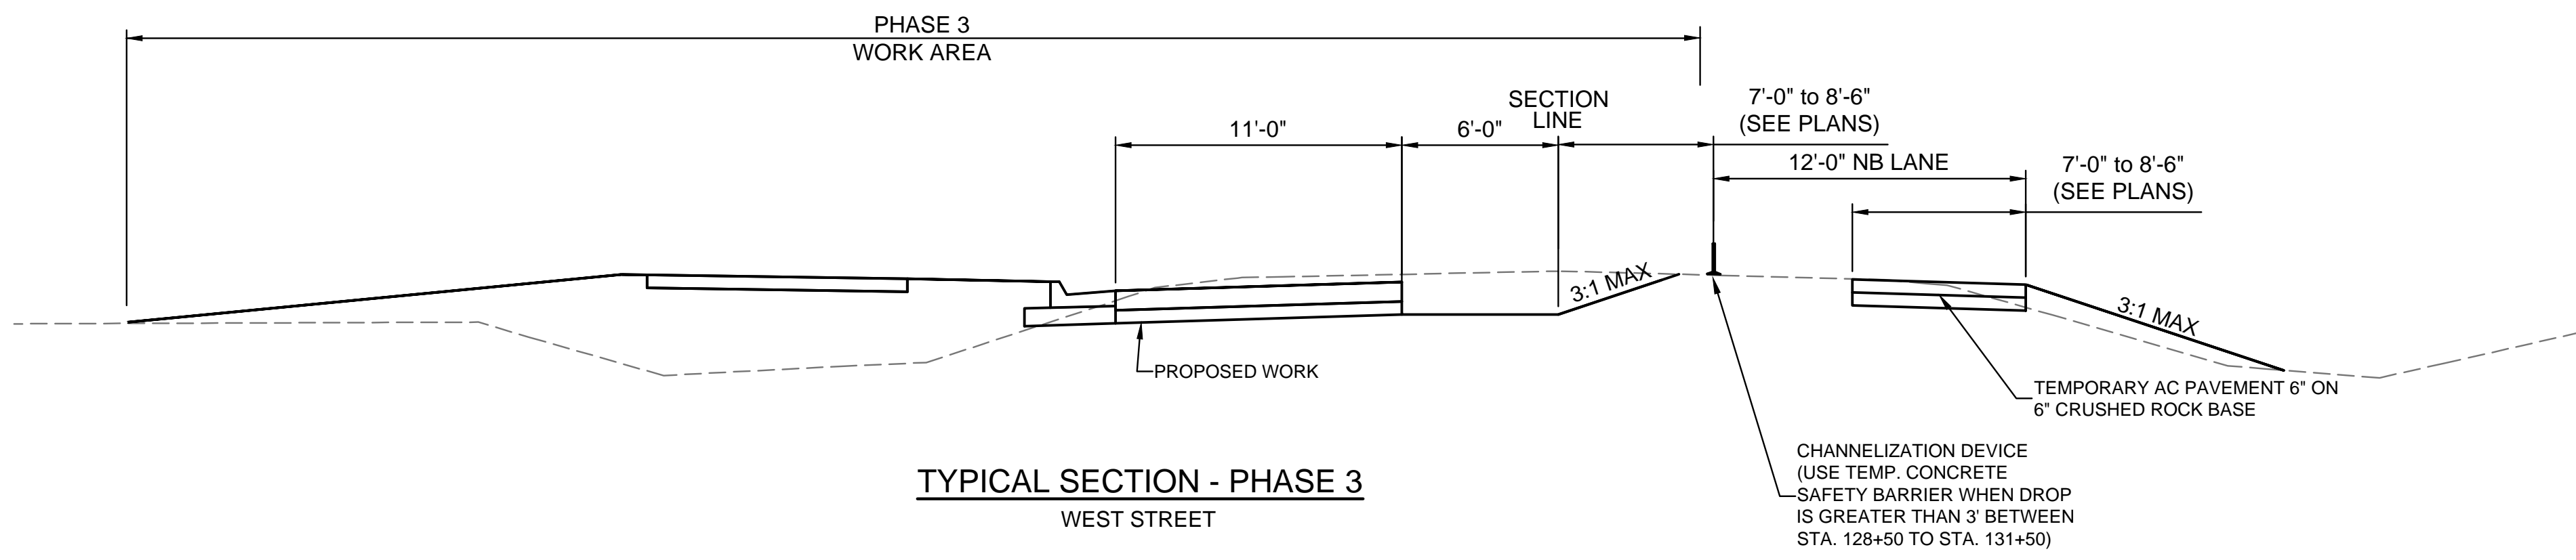 PHASE 3
WORK AREA
SECTION
LINE
7'-0" to 8'-6"
(SEE PLANS)
11'-0"
6'-0"
12'-0" NB LANE
7'-0" to 8'-6"
(SEE PLANS)
3:1 MAX
3:1 MAX
PROPOSED WORK
TEMPORARY AC PAVEMENT 6" ON
6" CRUSHED ROCK BASE
CHANNELIZATION DEVICE
(USE TEMP. CONCRETE
SAFETY BARRIER WHEN DROP
IS GREATER THAN 3' BETWEEN
STA. 128+50 TO STA. 131+50)
TYPICAL SECTION - PHASE 3
WEST STREET